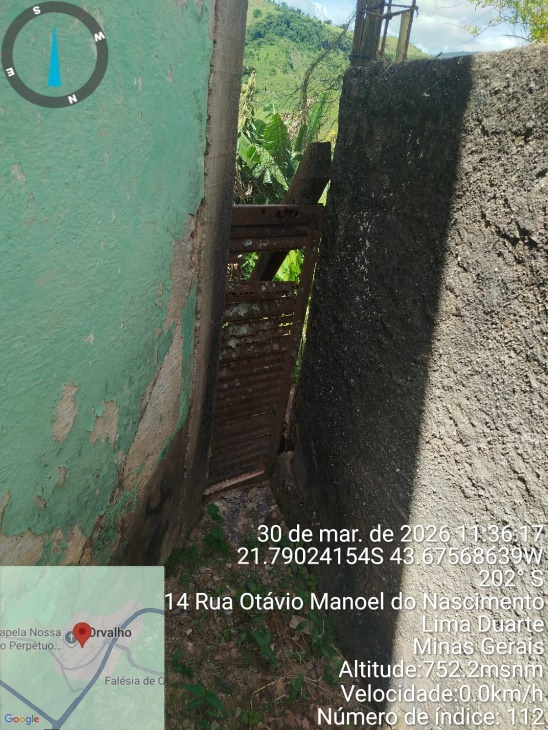 S
W
E
N
30 de mar. de 2026 11:36:17
21.79024154S 43.67568639W
202° S
14 Rua Otávio Manoel do Nascimento
Lima Duarte
Minas Gerais
Altitude:752.2msnm
Velocidade:0.0km/h
Número de índice: 112
apela Nossa
o Perpétuo...
Orvalho
Falésia de O
Google